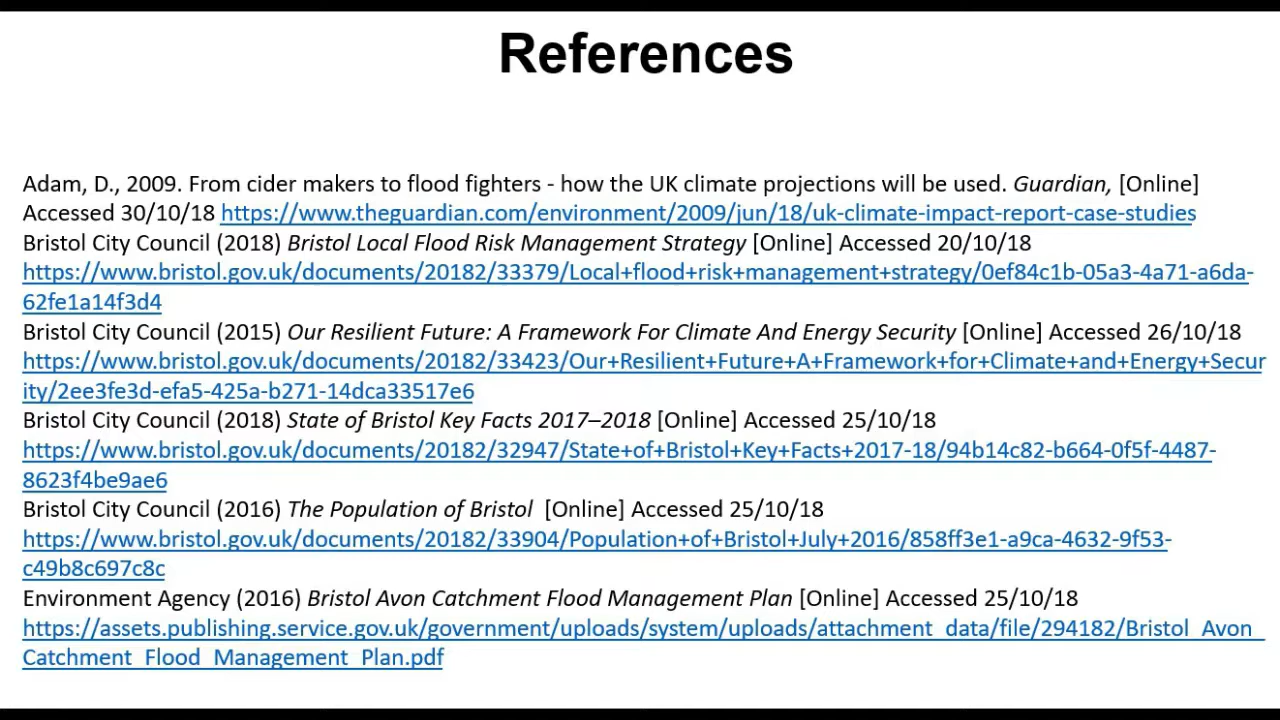 References
Adam, D., 2009. From cider makers to flood fighters - how the UK climate projections will be used. Guardian, [Online]
Accessed 30/10/18 https://www.theguardian.com/environment/2009/jun/18/uk-climate-impact-report-case-studies
Bristol City Council (2018) Bristol Local Flood Risk Management Strategy [Online] Accessed 20/10/18
https://www.bristol.gov.uk/documents/20182/33379/Local+flood+risk+management+strategy/0ef84c1b-05a3-4a71-a6da-
62fe1a14f3d4
Bristol City Council (2015) Our Resilient Future: A Framework For Climate And Energy Security [Online] Accessed 26/10/18
https://www.bristol.gov.uk/documents/20182/33423/Our+Resilient+Future+A+Framework+for+Climate+and+Energy+Secur
ity/2ee3fe3d-efa5-425a-b271-14dca33517e6
Bristol City Council (2018) State of Bristol Key Facts 2017–2018 [Online] Accessed 25/10/18
https://www.bristol.gov.uk/documents/20182/32947/State+of+Bristol+Key+Facts+2017-18/94b14c82-b664-0f5f-4487-
8623f4be9ae6
Bristol City Council (2016) The Population of Bristol [Online] Accessed 25/10/18
https://www.bristol.gov.uk/documents/20182/33904/Population+of+Bristol+July+2016/858ff3e1-a9ca-4632-9f53-
c49b8c697c8c
Environment Agency (2016) Bristol Avon Catchment Flood Management Plan [Online] Accessed 25/10/18
https://assets.publishing.service.gov.uk/government/uploads/system/uploads/attachment_data/file/294182/Bristol_Avon_
Catchment_Flood_Management_Plan.pdf